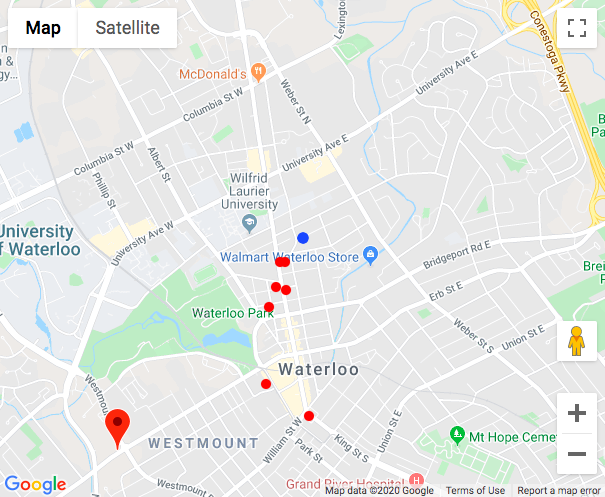 Map
Satellite
Lexington
Conestoga Pkwy
McDonald's
Columbia St W
Weber St N
University Ave E
Columbia St W
Albert St
University Ave E
Phillip St
Wilfrid
Laurier
University
University
of Waterloo
University Ave W
Walmart Waterloo Store
Bridgeport Rd E
Erb St E
Waterloo Park
Weber St S
Union St E
Waterloo
Westmount
WESTMOUNT
William St W
Park St
King St S
Union St E
Mt Hope Ceme
Westmount
Grand River Hospital
Google
Map data ©2020 Google
Terms of Use
Report a map error